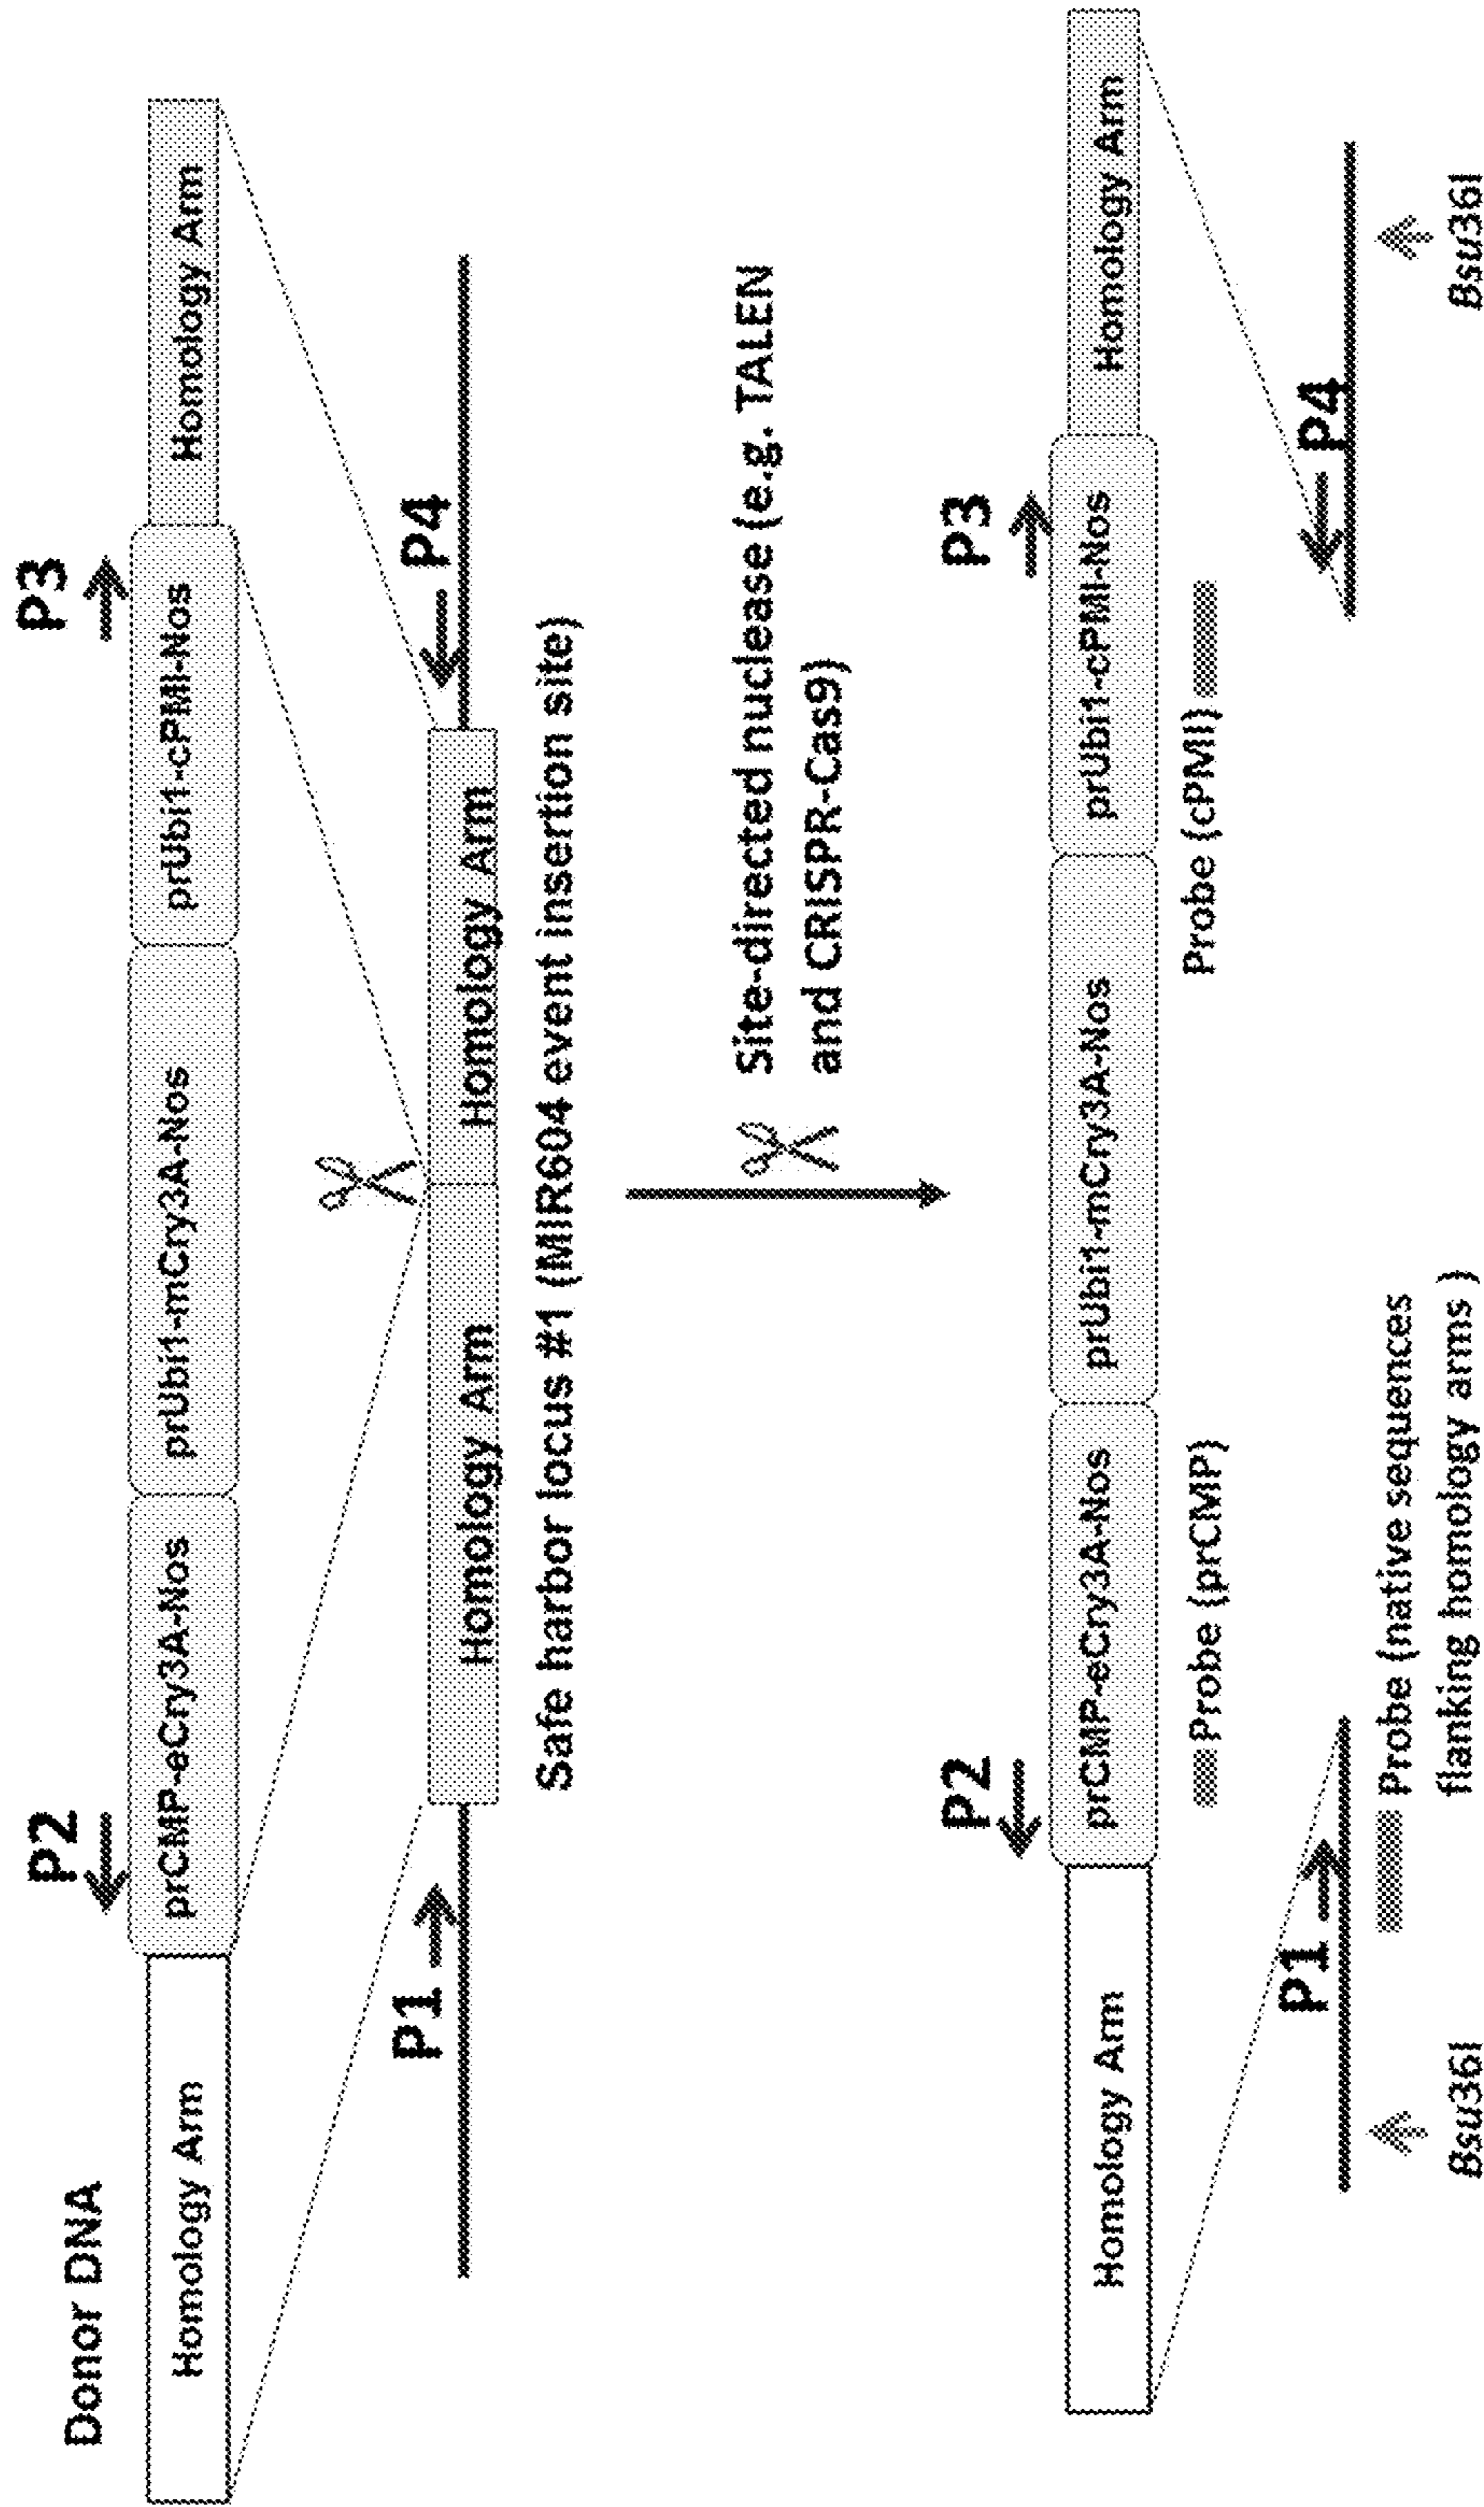 Donor DNA
P2
P3
Homology Arm
prCMP-eCry3A-Nos
prUbi1-mCry3A-Nos
prUbi1-cPMI-Nos
Homology Arm
P1
P4
Homology Arm
Homology Arm
Safe harbor locus #1 (MIR604 event insertion site)
Site-directed nuclease (e.g. TALEN
and CRISPR-Cas9)
P2
P3
Homology Arm
prCMP-eCry3A-Nos
prUbi1-mCry3A-Nos
prUbi1-cPMI-Nos
Homology Arm
Probe (prCMP)
Probe (cPMI)
P1
P4
Probe (native sequences
flanking homology arms )
Bsu36I
Bsu36I